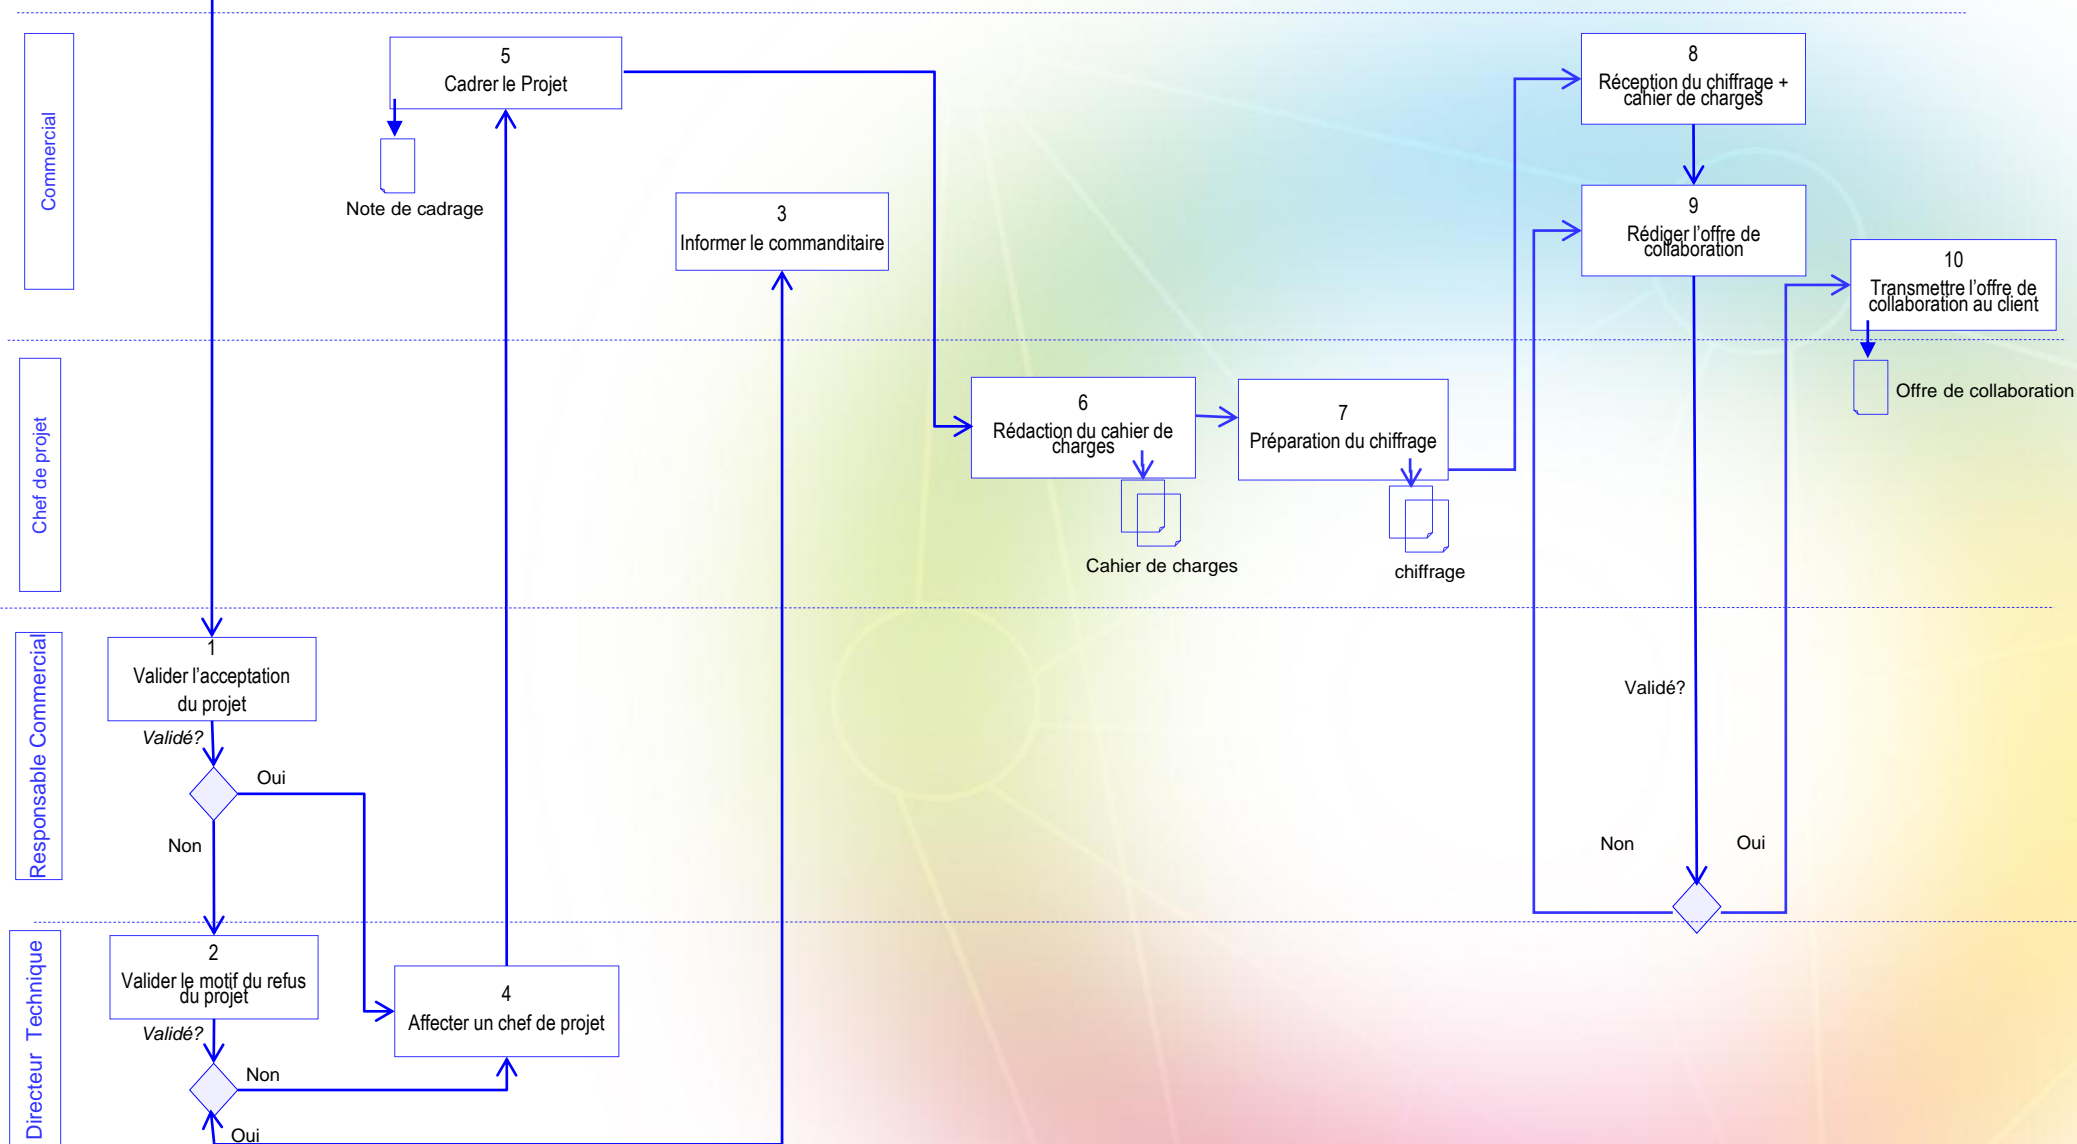 Commercial
5
Cadrer le Projet
Note de cadrage
3
Informer le commanditaire
8
Réception du chiffrage +
cahier de charges
9
Rédiger l’offre de
collaboration
10
Transmettre l’offre de
collaboration au client
Offre de collaboration
Chef de projet
6
Rédaction du cahier de
charges
Cahier de charges
7
Préparation du chiffrage
chiffrage
Responsable Commercial
1
Valider l’acceptation
du projet
Validé?
Oui
Non
Validé?
Non
Oui
Directeur Technique
2
Valider le motif du refus
du projet
Validé?
Non
Oui
4
Affecter un chef de projet